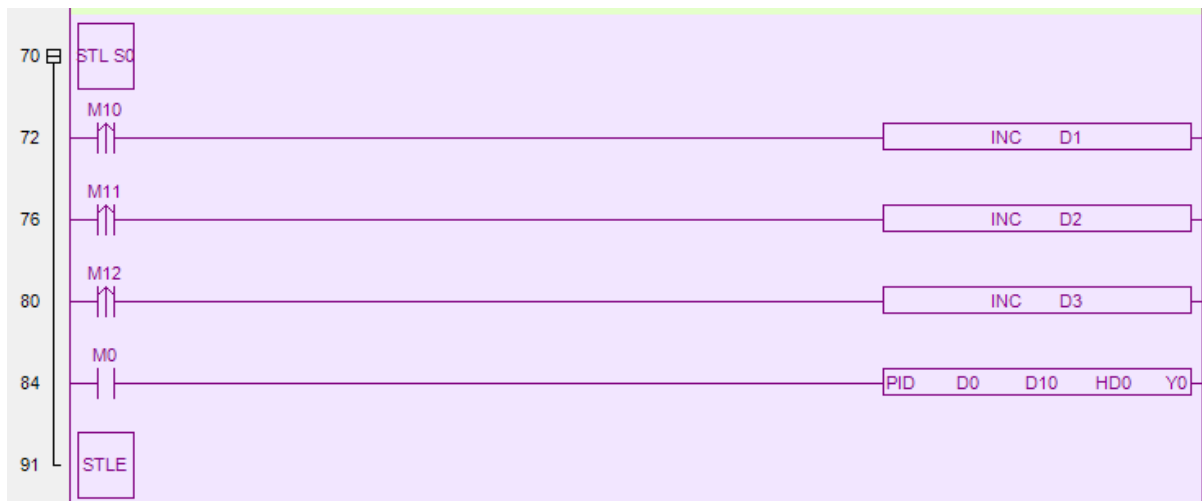 70 STL S0
M10
72 INC D1
M11
76 INC D2
M12
80 INC D3
M0
84 PID D0 D10 HD0 Y0
91 STLE